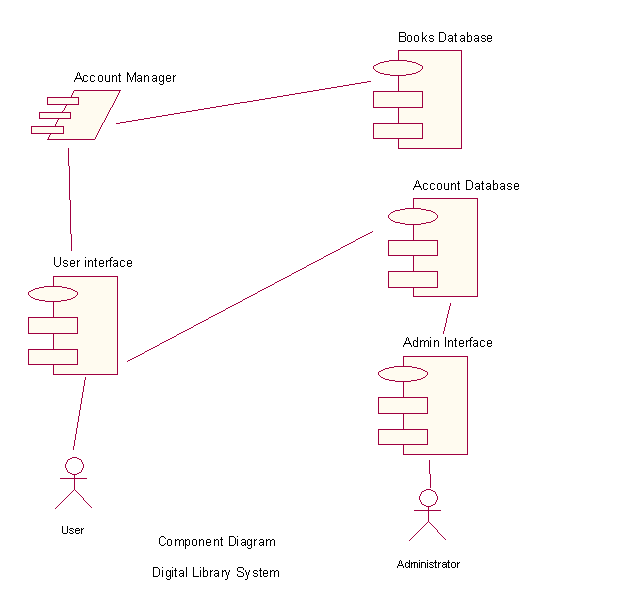 Books Database
Account Manager
Account Database
User interface
Admin Interface
User
Component Diagram
Administrator
Digital Library System